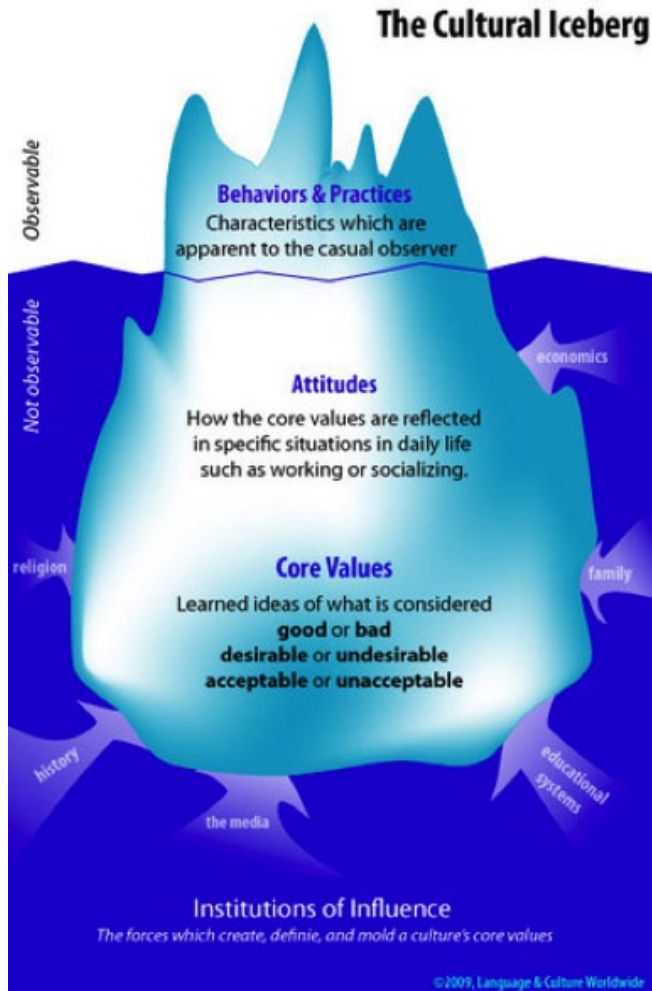 The Cultural Iceberg
Observable
Behaviors & Practices
Characteristics which are
apparent to the casual observer
Not observable
economics
Attitudes
How the core values are reflected
in specific situations in daily life
such as working or socializing.
religion
family
Core Values
Learned ideas of what is considered
good or bad
desirable or undesirable
acceptable or unacceptable
history
the media
educational
systems
Institutions of Influence
The forces which create, definie, and mold a culture's core values
©2009, Language & Culture Worldwide